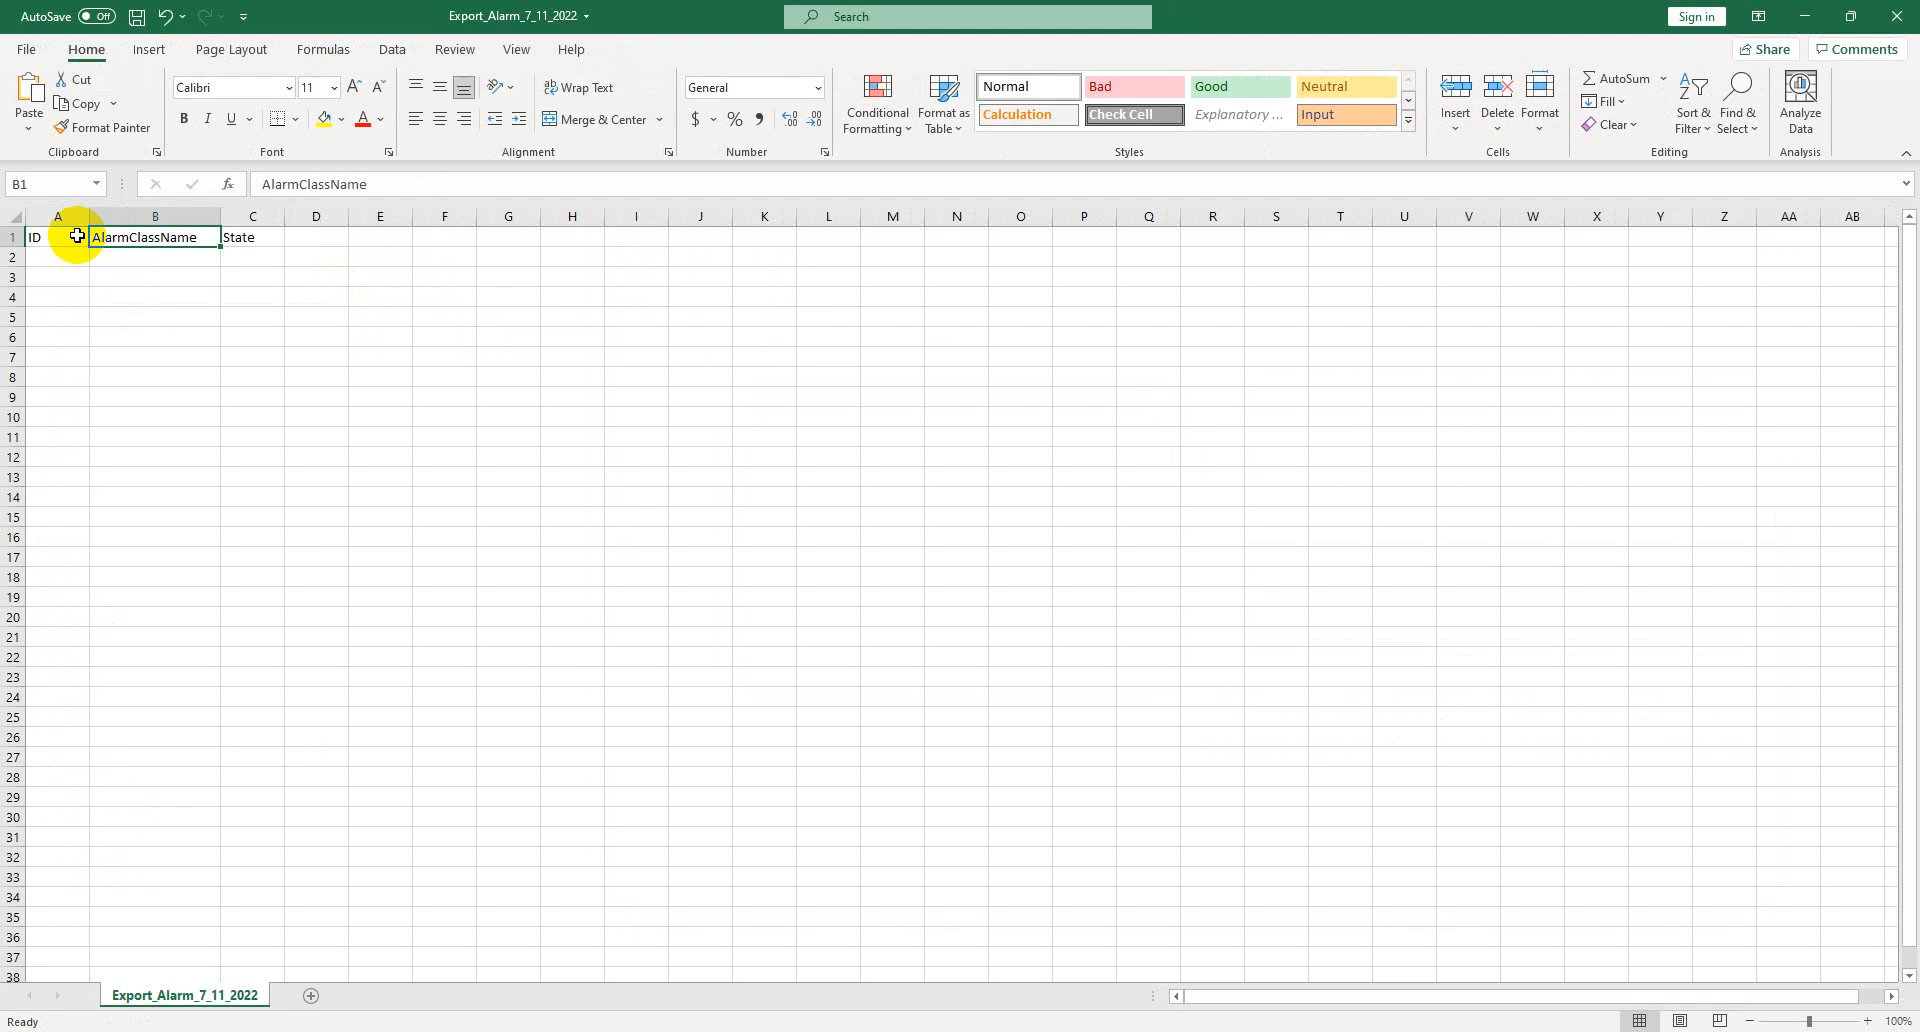 AutoSave Off Export_Alarm_7_11_2022 Search Sign in
File Home Insert Page Layout Formulas Data Review View Help Share Comments
Paste
Cut
Copy
Format Painter
Clipboard
Calibri 11
B I U
Font
Wrap Text
Merge & Center
Alignment
General
$ % 9
Number
Conditional Formatting
Format as Table
Normal Bad Good Neutral
Calculation Check Cell Explanatory ... Input
Styles
Insert Delete Format
Cells
AutoSum
Fill
Clear
Sort & Filter
Find & Select
Editing
Analyze Data
Analysis
B1 fx AlarmClassName
A B C D E F G H I J K L M N O P Q R S T U V W X Y Z AA AB
1 ID AlarmClassName State
2
3
4
5
6
7
8
9
10
11
12
13
14
15
16
17
18
19
20
21
22
23
24
25
26
27
28
29
30
31
32
33
34
35
36
37
38
Export_Alarm_7_11_2022
Ready 100%